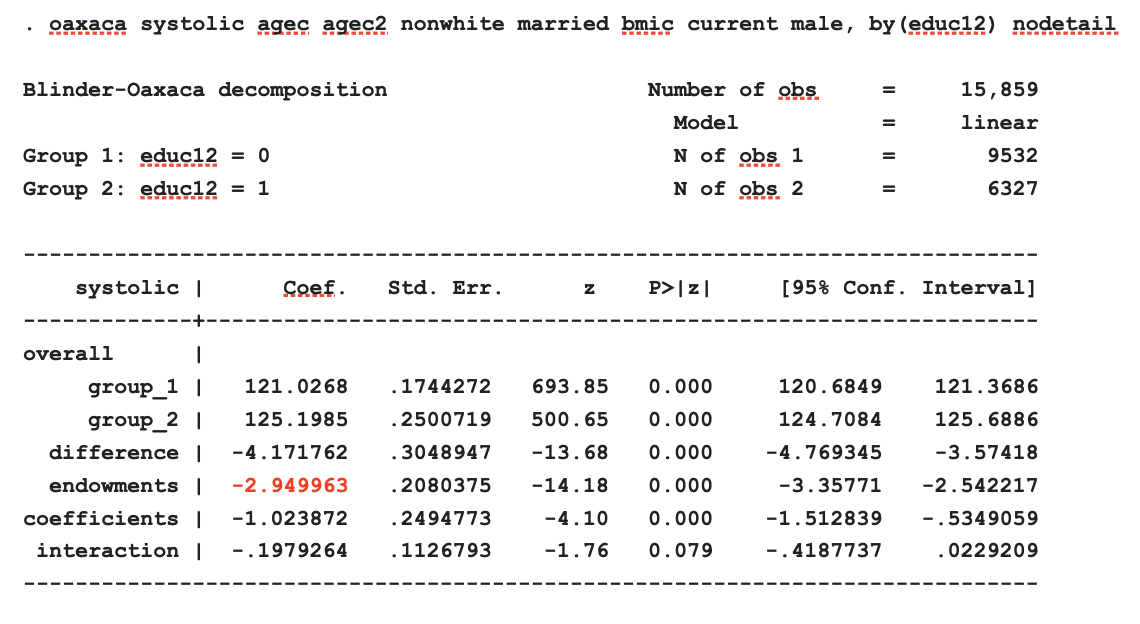 . oaxaca systolic agec agec2 nonwhite married bmic current male, by(educ12) nodetail
Blinder-Oaxaca decomposition                    Number of obs     =     15,859
                                                  Model           =     linear
Group 1: educ12 = 0                               N of obs 1      =       9532
Group 2: educ12 = 1                               N of obs 2      =       6327
------------------------------------------------------------------------------
    systolic |      Coef.   Std. Err.      z    P>|z|     [95% Conf. Interval]
-------------+----------------------------------------------------------------
overall      |
     group_1 |   121.0268   .1744272   693.85   0.000     120.6849    121.3686
     group_2 |   125.1985   .2500719   500.65   0.000     124.7084    125.6886
  difference |  -4.171762   .3048947   -13.68   0.000    -4.769345    -3.57418
  endowments |  -2.949963   .2080375   -14.18   0.000     -3.35771   -2.542217
coefficients |  -1.023872   .2494773    -4.10   0.000    -1.512839   -.5349059
 interaction |  -.1979264   .1126793    -1.76   0.079    -.4187737    .0229209
------------------------------------------------------------------------------